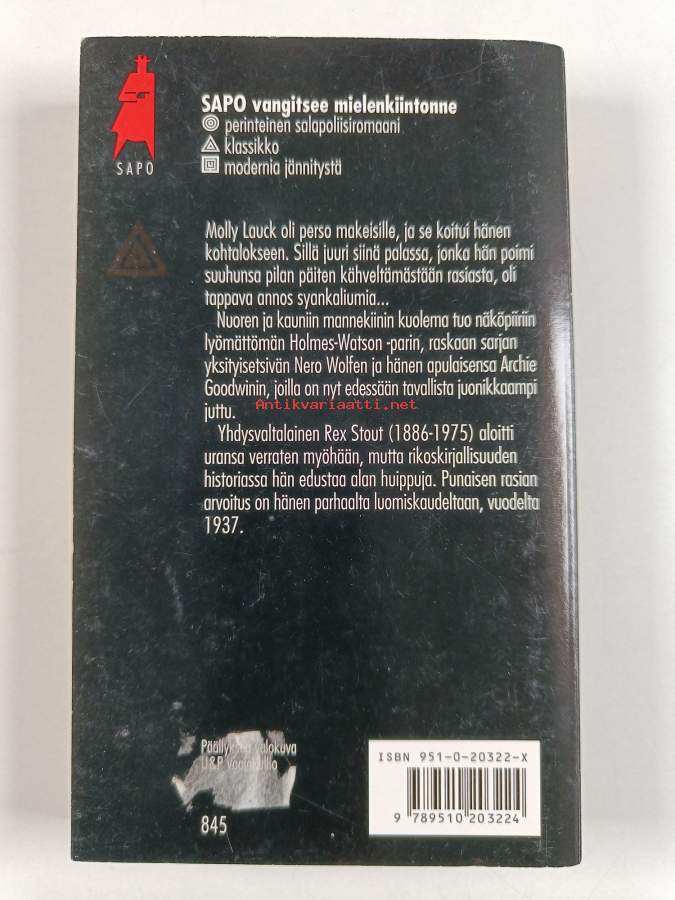 SAPO
SAPO vangitsee mielenkiintonne
perinteinen salapoliisiromaani
klassikko
modernia jännitystä
Molly Lauck oli perso makeisille, ja se koitui hänen
kohtalokseen. Sillä juuri siinä palassa, jonka hän poimi
suuhunsa pilan päiten kähveltämästään rasiasta, oli
tappava annos syankaliumia...
Nuoren ja kauniin mannekiinin kuolema tuo näköpiiriin
lyömättömän Holmes-Watson -parin, raskaan sarjan
yksityisetsivän Nero Wolfen ja hänen apulaisensa Archie
Goodwinin, joilla on nyt edessään tavallista juonikkaampi
juttu.
Antikvariaatti.net
Yhdysvaltalainen Rex Stout (1886-1975) aloitti
uransa verraten myöhään, mutta rikoskirjallisuuden
historiassa hän edustaa alan huippuja. Punaisen rasian
arvoitus on hänen parhaalta luomiskaudeltaan, vuodelta
1937.
Päällyksen valokuva
U&P
845
ISBN 951-0-20322-X
9 789510 203224